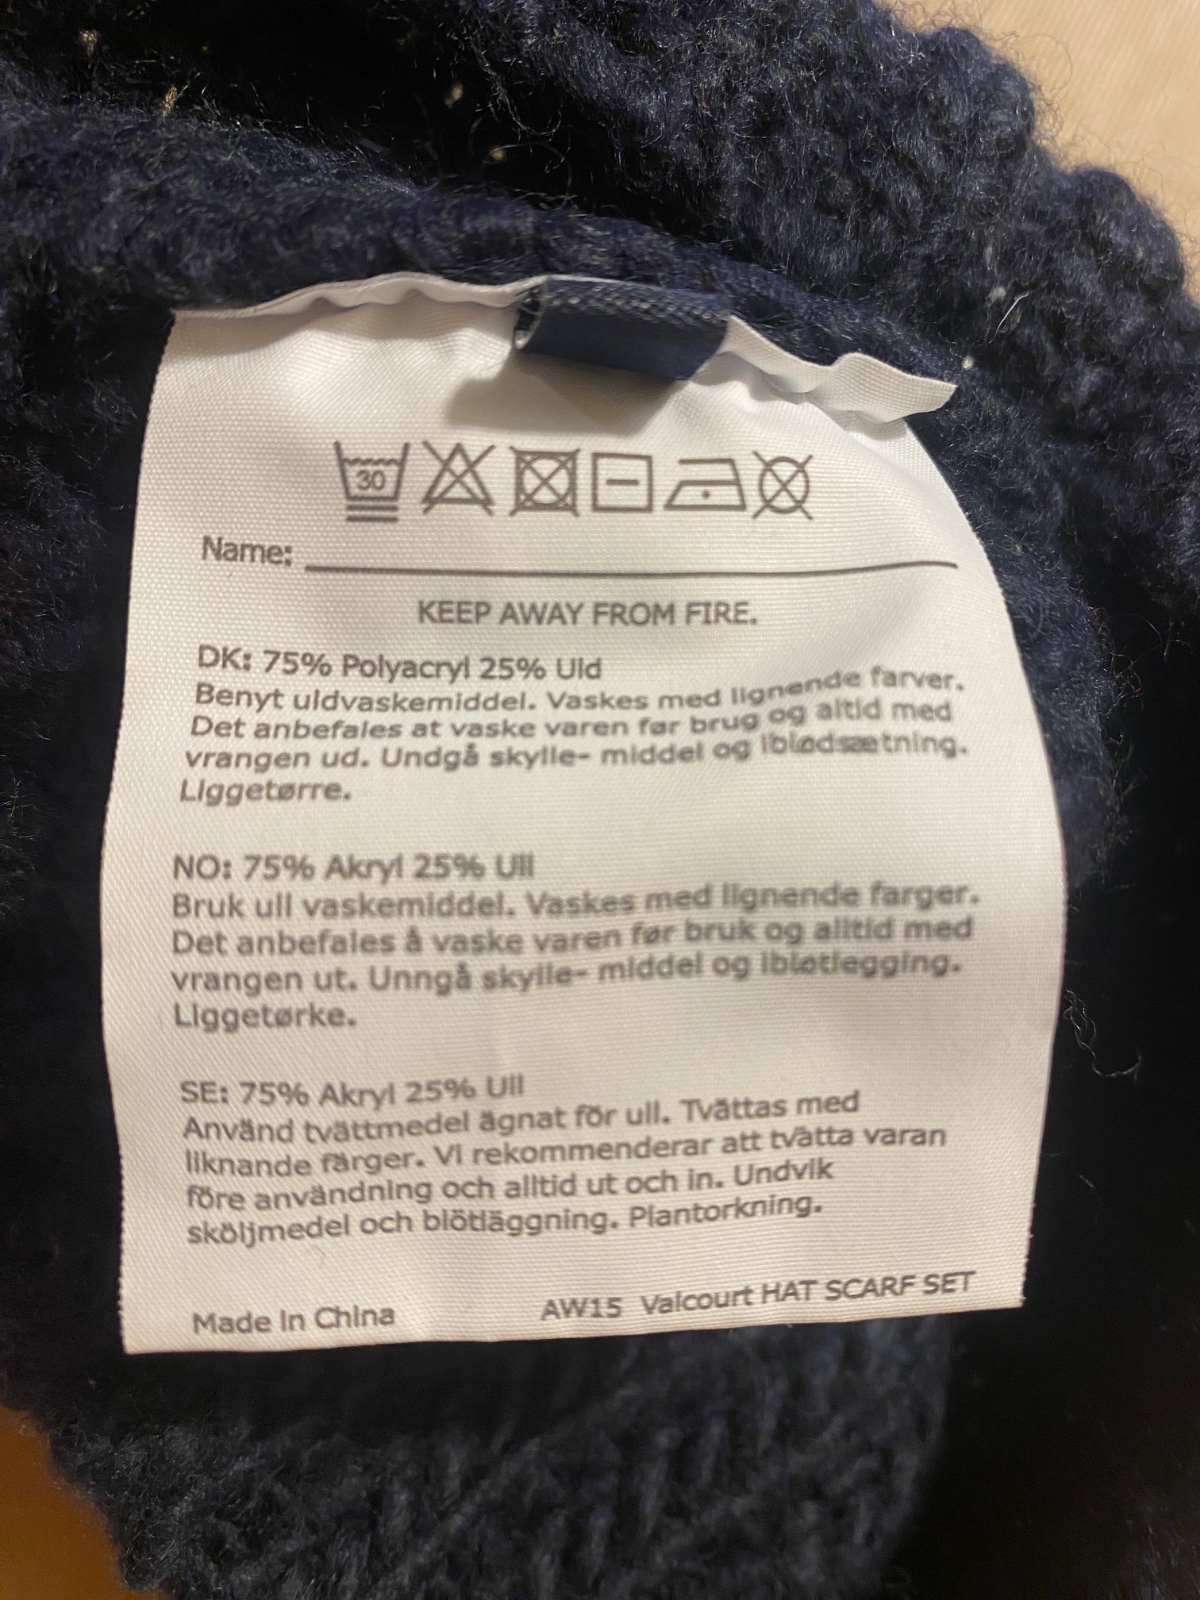 30
Name:
KEEP AWAY FROM FIRE.
DK: 75% Polyacryl 25% Uld
Benyt uldvaskemiddel. Vaskes med lignende farver.
Det anbefales at vaske varen før brug og altid med
vrangen ud. Undgå skylle- middel og iblødsætning.
Liggetørre.
NO: 75% Akryl 25% Ull
Bruk ull vaskemiddel. Vaskes med lignende farger.
Det anbefales å vaske varen før bruk og alltid med
vrangen ut. Unngå skylle- middel og ibløtlegging.
Liggetørke.
SE: 75% Akryl 25% Ull
Använd tvättmedel ägnat för ull. Tvättas med
liknande färger. Vi rekommenderar att tvätta varan
före användning och alltid ut och in. Undvik
sköljmedel och blötläggning. Plantorkning.
Made in China
AW15 Valcourt HAT SCARF SET